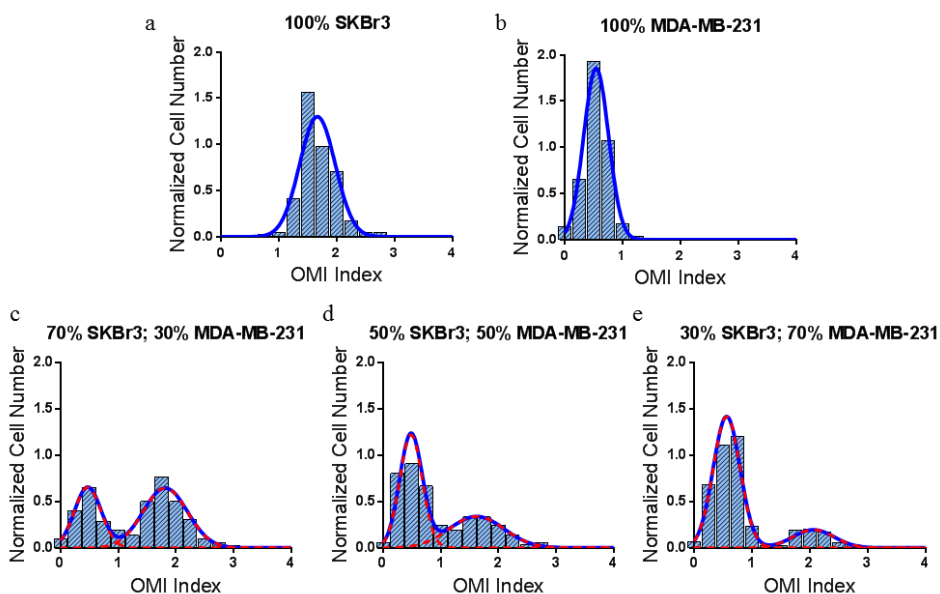 a
100% SKBr3
Normalized Cell Number
2.0
1.5
1.0
0.5
0.0
0 1 2 3 4
OMI Index
b
100% MDA-MB-231
Normalized Cell Number
2.0
1.5
1.0
0.5
0.0
0 1 2 3 4
OMI Index
c
70% SKBr3; 30% MDA-MB-231
Normalized Cell Number
2.0
1.5
1.0
0.5
0.0
0 1 2 3 4
OMI Index
d
50% SKBr3; 50% MDA-MB-231
Normalized Cell Number
2.0
1.5
1.0
0.5
0.0
0 1 2 3 4
OMI Index
e
30% SKBr3; 70% MDA-MB-231
Normalized Cell Number
2.0
1.5
1.0
0.5
0.0
0 1 2 3 4
OMI Index